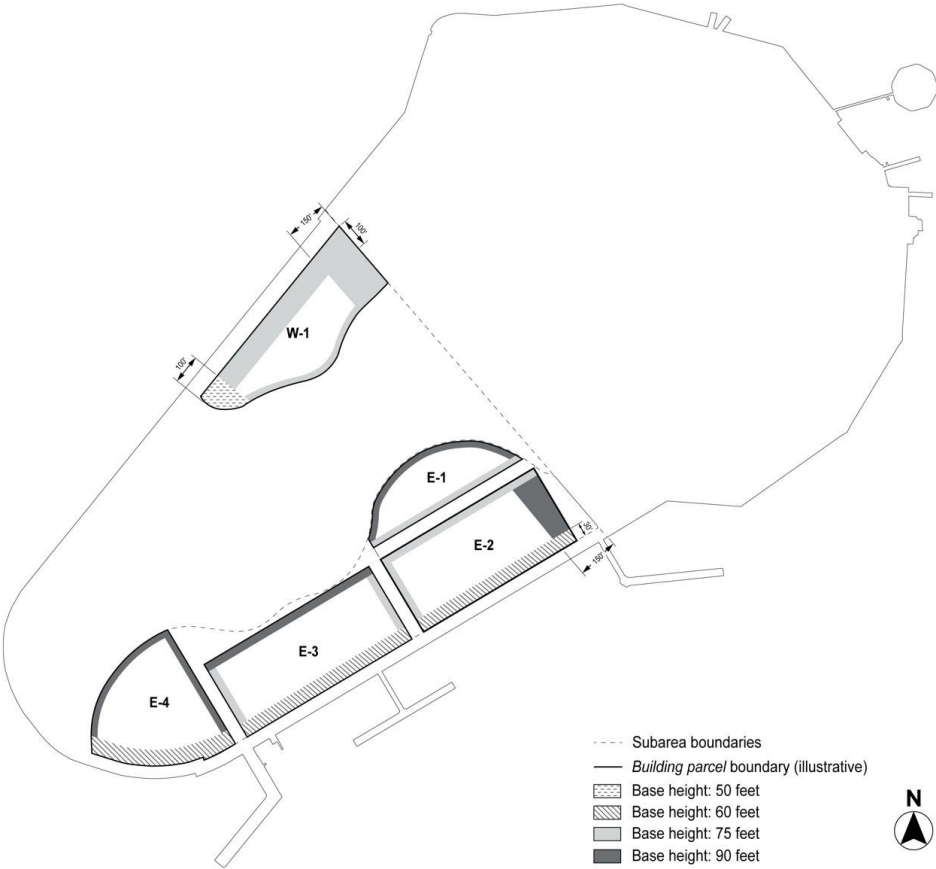 150'
100'
W-1
100'
E-1
E-2
30'
150'
E-3
E-4
Subarea boundaries
Building parcel boundary (illustrative)
Base height: 50 feet
Base height: 60 feet
Base height: 75 feet
Base height: 90 feet
N